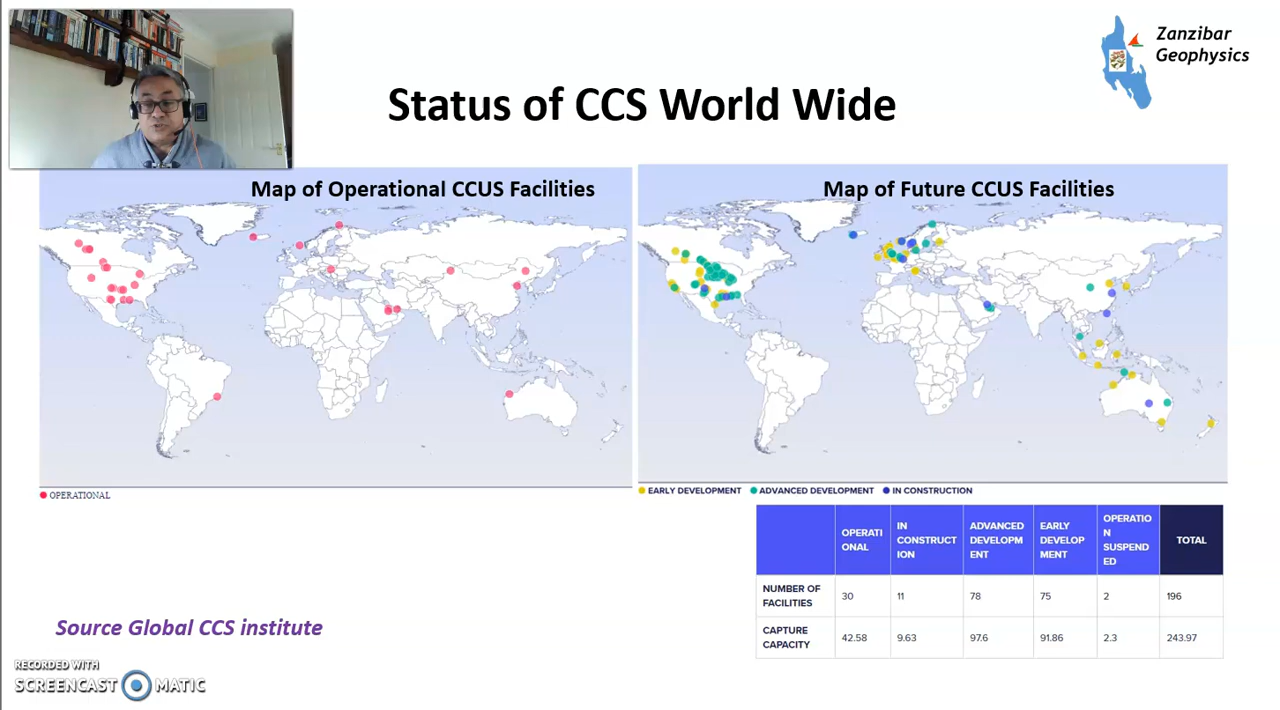 Zanzibar
Geophysics
Status of CCS World Wide
Map of Operational CCUS Facilities
Map of Future CCUS Facilities
OPERATIONAL
EARLY DEVELOPMENT ADVANCED DEVELOPMENT IN CONSTRUCTION
OPERATI
ONAL
IN
CONSTRUCT
ION
ADVANCED
DEVELOPM
ENT
EARLY
DEVELOP
MENT
OPERATIO
N
SUSPEND
ED
TOTAL
NUMBER OF
FACILITIES
30 11 78 75 2 196
CAPTURE
CAPACITY
42.58 9.63 97.6 91.86 2.3 243.97
Source Global CCS institute
RECORDED WITH
SCREENCAST MATIC